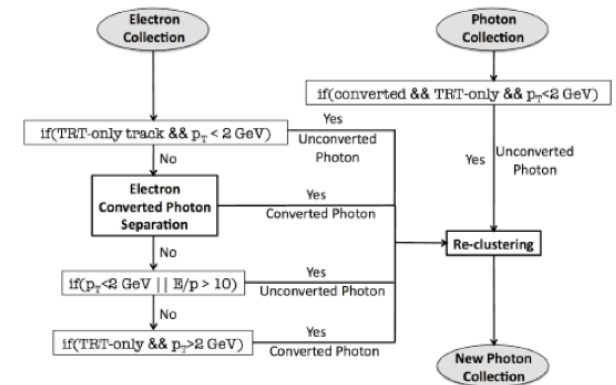 Electron
Collection
Photon
Collection
if(converted && TRT-only && pT<2 GeV)
if(TRT-only track && pT < 2 GeV)
Yes
Unconverted
Photon
No
Yes
Unconverted
Photon
Electron
Converted Photon
Separation
Yes
Converted Photon
Re-clustering
No
if(pT<2 GeV || E/p > 10)
Yes
Unconverted Photon
No
if(TRT-only && pT>2 GeV)
Yes
Converted Photon
New Photon
Collection